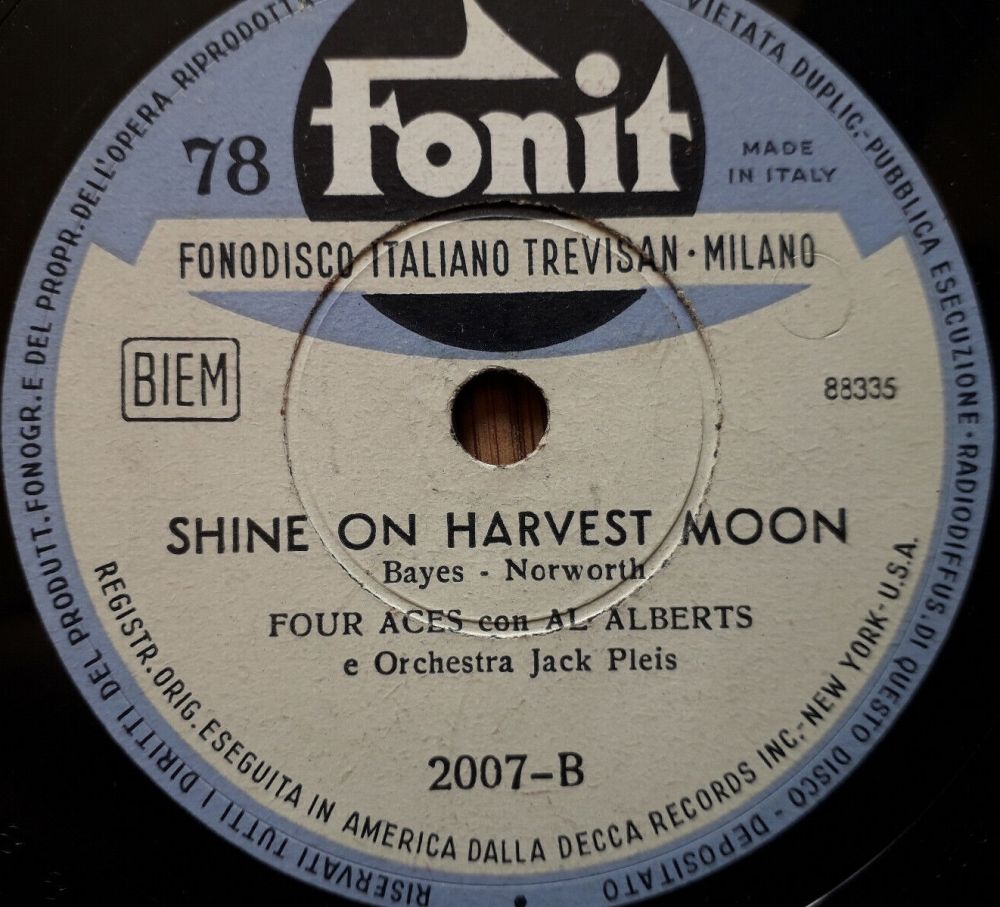 Fonit
78
MADE
IN ITALY
FONODISCO ITALIANO TREVISAN · MILANO
BIEM
88335
SHINE ON HARVEST MOON
Bayes - Norworth
FOUR ACES con AL ALBERTS
e Orchestra Jack Pleis
2007-B
REGISTR. ORIG. ESEGUITA IN AMERICA DALLA DECCA RECORDS INC.-NEW YORK-U.S.A.
RISERVATI TUTTI I DIRITTI DEL PRODUTT. FONOGR. E DEL PROPR. DELL'OPERA RIPRODOTTA
VIETATA DUPLIC.-PUBBLICA ESECUZIONE·RADIODIFFUS. DI QUESTO DISCO - DEPOSITATO